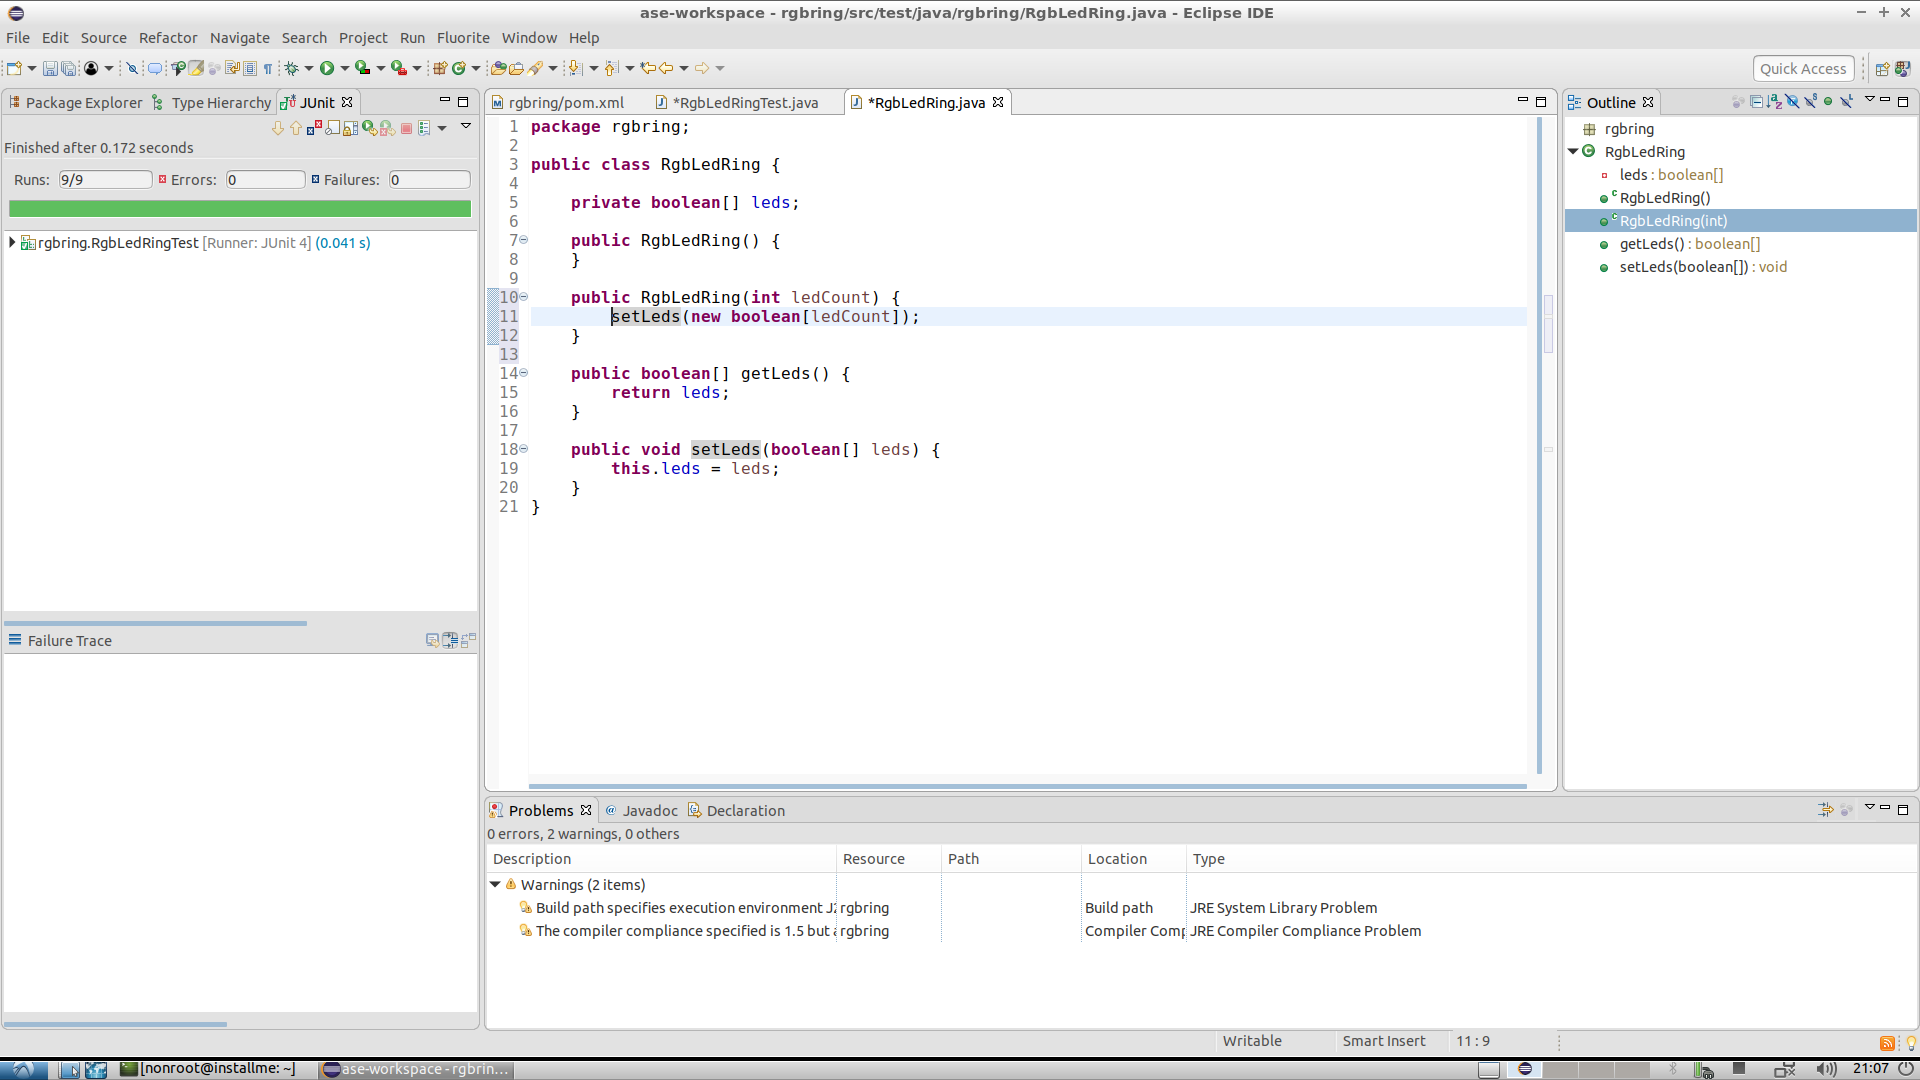 ase-workspace - rgbring/src/test/java/rgbring/RgbLedRing.java - Eclipse IDE
File Edit Source Refactor Navigate Search Project Run Fluorite Window Help
Quick Access
Package Explorer Type Hierarchy JUnit
Finished after 0.172 seconds
Runs: 9/9 Errors: 0 Failures: 0
rgbring.RgbLedRingTest [Runner: JUnit 4] (0.041 s)
Failure Trace
rgbring/pom.xml *RgbLedRingTest.java *RgbLedRing.java
1 package rgbring;
2
3 public class RgbLedRing {
4
5 private boolean[] leds;
6
7 public RgbLedRing() {
8 }
9
10 public RgbLedRing(int ledCount) {
11 setLeds(new boolean[ledCount]);
12 }
13
14 public boolean[] getLeds() {
15 return leds;
16 }
17
18 public void setLeds(boolean[] leds) {
19 this.leds = leds;
20 }
21 }
Outline
rgbring
RgbLedRing
leds : boolean[]
RgbLedRing()
RgbLedRing(int)
getLeds() : boolean[]
setLeds(boolean[]) : void
Problems Javadoc Declaration
0 errors, 2 warnings, 0 others
Description Resource Path Location Type
Warnings (2 items)
Build path specifies execution environment rgbring Build path JRE System Library Problem
The compiler compliance specified is 1.5 but rgbring Compiler JRE Compiler Compliance Problem
Writable Smart Insert 11 : 9
[nonroot@installme: ~] ase-workspace - rgbrin... 21:07